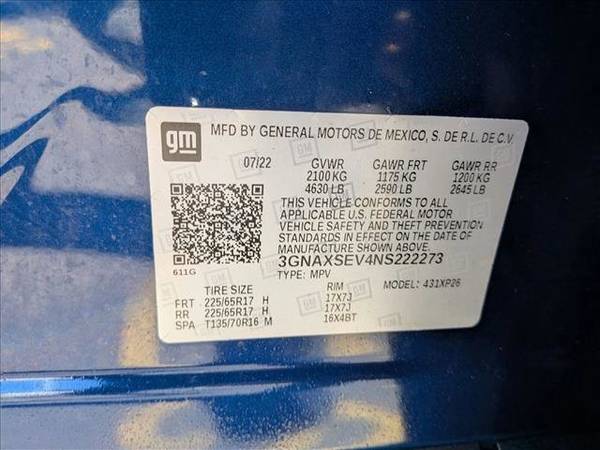 gm
MFD BY GENERAL MOTORS DE MEXICO, S. DE R.L. DE C.V.
07/22 GVWR GAWR FRT GAWR RR
2100 KG 1175 KG 1200 KG
4630 LB 2590 LB 2645 LB
THIS VEHICLE CONFORMS TO ALL
APPLICABLE U.S. FEDERAL MOTOR
VEHICLE SAFETY AND THEFT PREVENTION
STANDARDS IN EFFECT ON THE DATE OF
MANUFACTURE SHOWN ABOVE.
3GNAXSEV4NS222273
611G
TYPE: MPV MODEL: 431XP26
TIRE SIZE RIM
FRT 225/65R17 H 17X7J
RR 225/65R17 H 17X7J
SPA T135/70R16 M 16X4BT